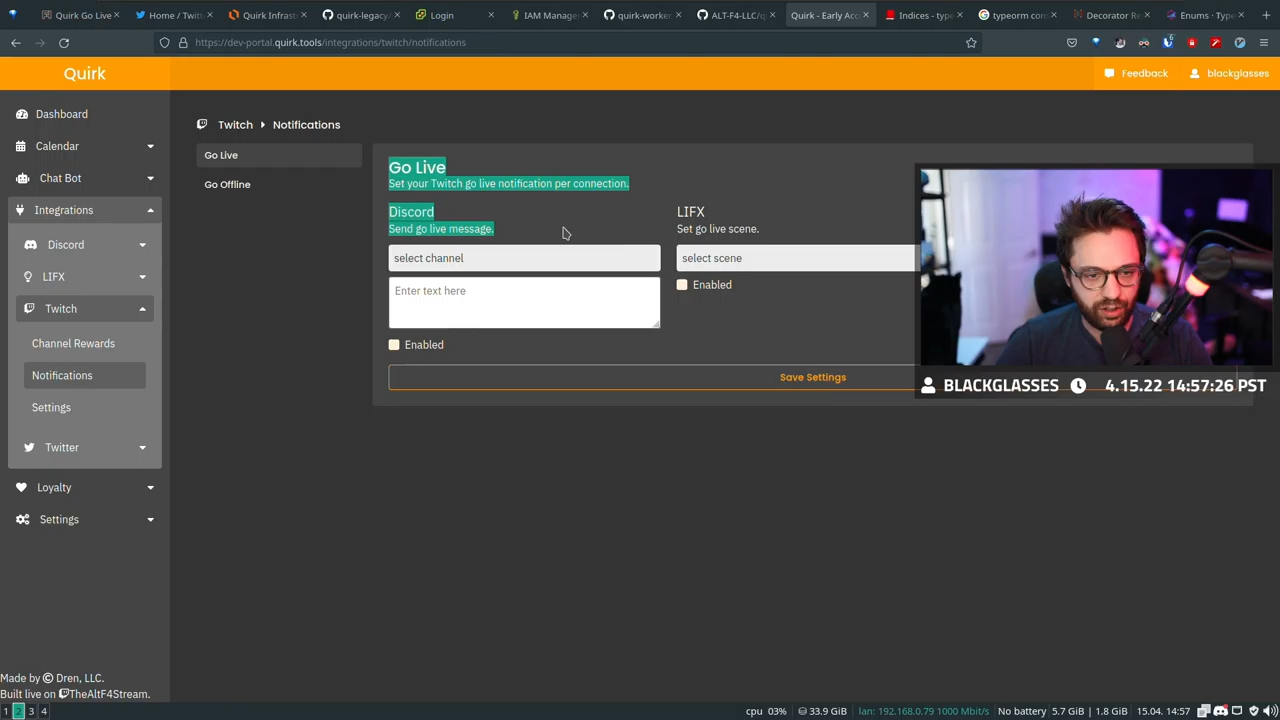 Quirk Go Live
Home / Twitt
Quirk Infrast
quirk-legacy/
Login
IAM Manage
quirk-worker
ALT-F4-LLC/q
Quirk - Early Acc
Indices - type
typeorm con
Decorator Re
Enums · Type
https://dev-portal.quirk.tools/integrations/twitch/notifications
6
Quirk
Feedback
blackglasses
Dashboard
Calendar
Chat Bot
Integrations
Discord
LIFX
Twitch
Channel Rewards
Notifications
Settings
Twitter
Loyalty
Settings
Made by © Dren, LLC.
Built live on TheAltF4Stream.
Twitch
Notifications
Go Live
Go Offline
Go Live
Set your Twitch go live notification per connection.
Discord
Send go live message.
select channel
Enter text here
Enabled
LIFX
Set go live scene.
select scene
Enabled
Save Settings
BLACKGLASSES 4.15.22 14:57:26 PST
1 2 3 4
cpu 03% 33.9 GiB lan: 192.168.0.79 1000 Mbit/s No battery 5.7 GiB | 1.8 GiB 15.04. 14:57